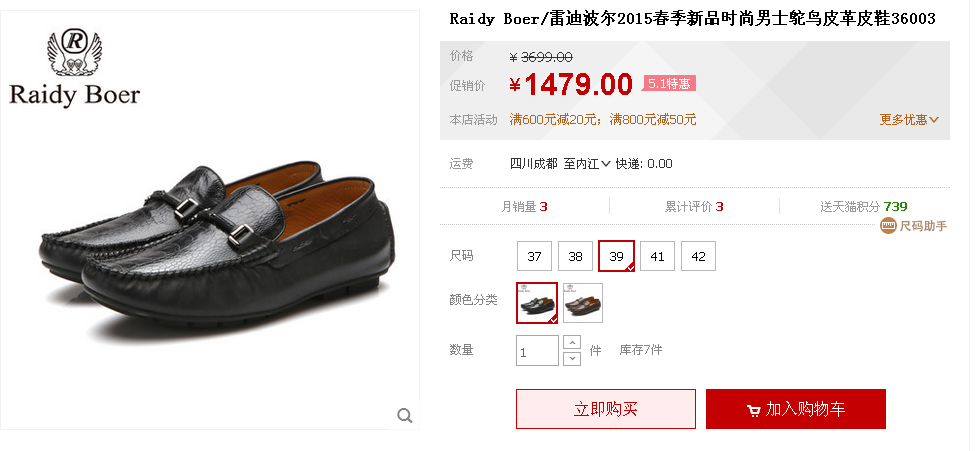 Raidy Boer/雷迪波尔2015春季新品时尚男士鸵鸟皮革皮鞋36003
R
Raidy Boer
价格 ¥ 3699.00
促销价 ¥1479.00 5.1特惠
本店活动 满600元减20元；满800元减50元 更多优惠
运费 四川成都 至内江 快递: 0.00
月销量 3 累计评价 3 送天猫积分 739
尺码助手
尺码 37 38 39 41 42
颜色分类
Raidy Boer
Raidy Boer
数量 1 件 库存7件
立即购买 加入购物车